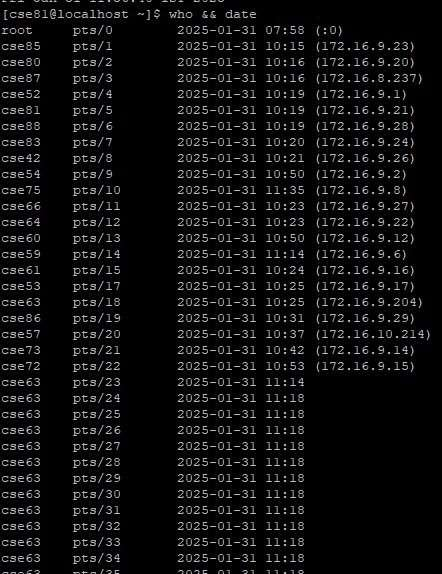 [cse81@localhost ~]$ who && date
root     pts/0        2025-01-31 07:58 (:0)
cse85    pts/1        2025-01-31 10:15 (172.16.9.23)
cse80    pts/2        2025-01-31 10:16 (172.16.9.20)
cse87    pts/3        2025-01-31 10:16 (172.16.8.237)
cse52    pts/4        2025-01-31 10:19 (172.16.9.1)
cse81    pts/5        2025-01-31 10:19 (172.16.9.21)
cse88    pts/6        2025-01-31 10:19 (172.16.9.28)
cse83    pts/7        2025-01-31 10:20 (172.16.9.24)
cse42    pts/8        2025-01-31 10:21 (172.16.9.26)
cse54    pts/9        2025-01-31 10:50 (172.16.9.2)
cse75    pts/10       2025-01-31 11:35 (172.16.9.8)
cse66    pts/11       2025-01-31 10:23 (172.16.9.27)
cse64    pts/12       2025-01-31 10:23 (172.16.9.22)
cse60    pts/13       2025-01-31 10:50 (172.16.9.12)
cse59    pts/14       2025-01-31 11:14 (172.16.9.6)
cse61    pts/15       2025-01-31 10:24 (172.16.9.16)
cse53    pts/17       2025-01-31 10:25 (172.16.9.17)
cse63    pts/18       2025-01-31 10:25 (172.16.9.204)
cse86    pts/19       2025-01-31 10:31 (172.16.9.29)
cse57    pts/20       2025-01-31 10:37 (172.16.10.214)
cse73    pts/21       2025-01-31 10:42 (172.16.9.14)
cse72    pts/22       2025-01-31 10:53 (172.16.9.15)
cse63    pts/23       2025-01-31 11:14
cse63    pts/24       2025-01-31 11:18
cse63    pts/25       2025-01-31 11:18
cse63    pts/26       2025-01-31 11:18
cse63    pts/27       2025-01-31 11:18
cse63    pts/28       2025-01-31 11:18
cse63    pts/29       2025-01-31 11:18
cse63    pts/30       2025-01-31 11:18
cse63    pts/31       2025-01-31 11:18
cse63    pts/32       2025-01-31 11:18
cse63    pts/33       2025-01-31 11:18
cse63    pts/34       2025-01-31 11:18